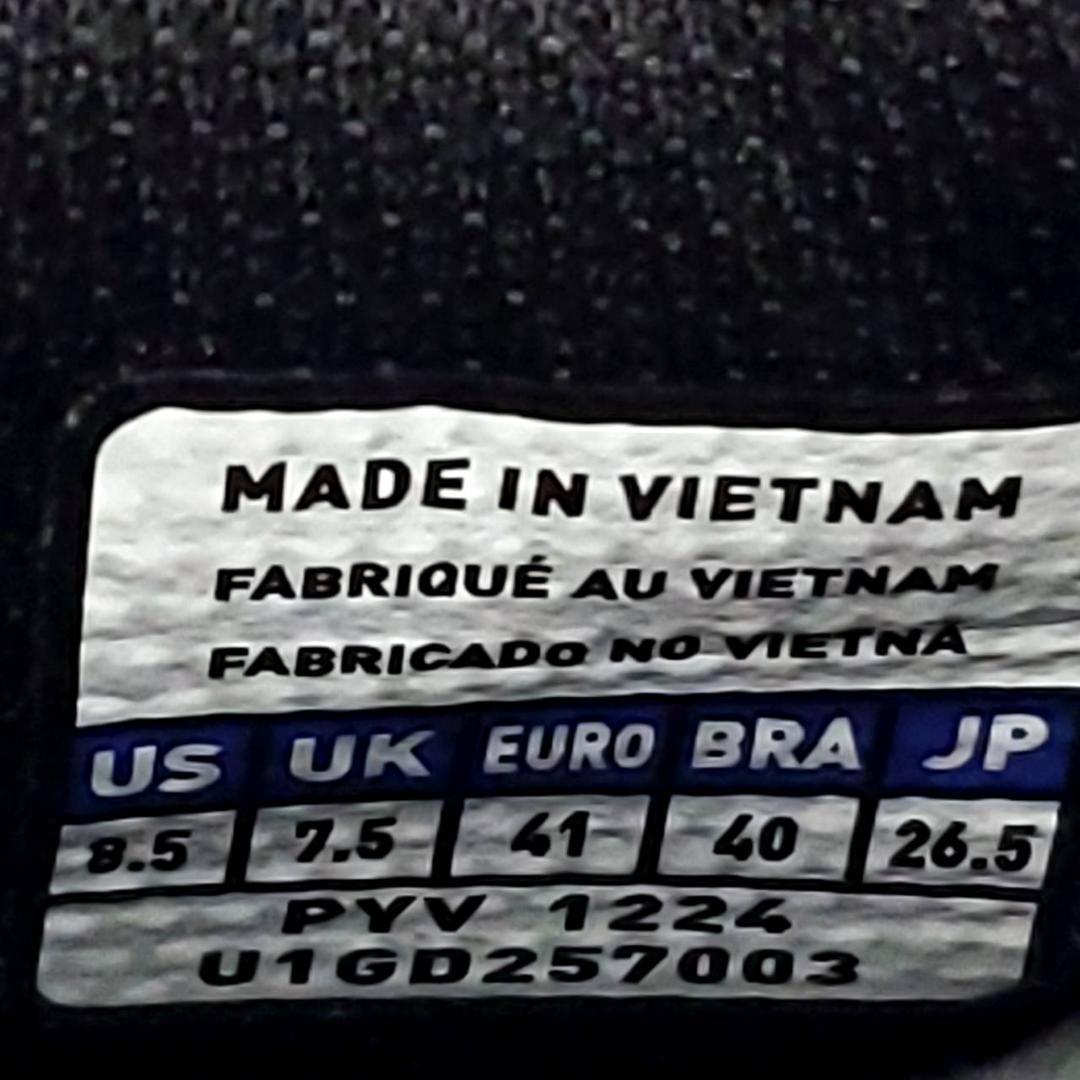 MADE IN VIETNAM
FABRIQUÉ AU VIETNAM
FABRICADO NO VIETNÃ
US UK EURO BRA JP
8.5 7.5 41 40 26.5
PYV 1224
U1GD257003